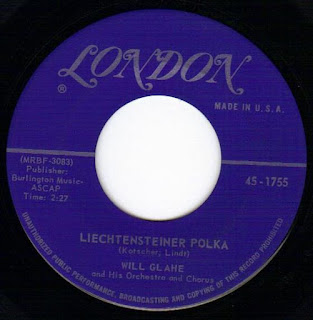 LONDON
®
MADE IN U.S.A.
(MRBF-3083)
Publisher:
Burlington Music-
ASCAP
Time: 2:27
45-1755
LIECHTENSTEINER POLKA
(Kotscher; Lindt)
WILL GLAHE
and His Orchestra and Chorus
UNAUTHORIZED PUBLIC PERFORMANCE, BROADCASTING AND COPYING OF THIS RECORD PROHIBITED